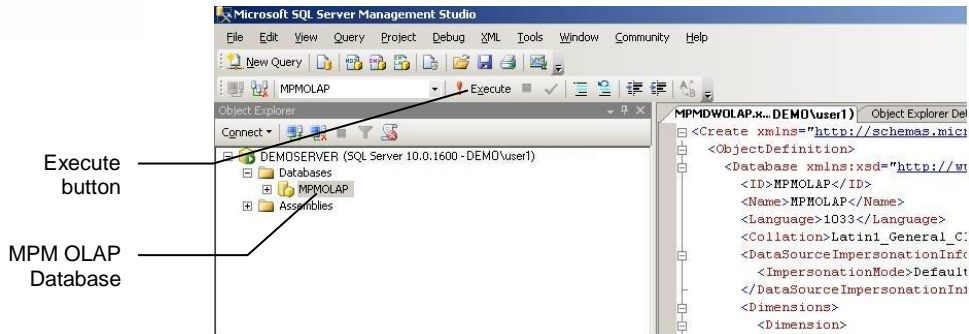 Microsoft SQL Server Management Studio
File Edit View Query Project Debug XML Tools Window Community Help
New Query
MPMOLAP Execute
Object Explorer
Connect
DEMOSERVER (SQL Server 10.0.1600 - DEMO\user1)
Databases
MPMOLAP
Assemblies
Execute
button
MPM OLAP
Database
MPMDWOLAP.x...DEMO\user1) Object Explorer Det
<Create xmlns="http://schemas.micr
<ObjectDefinition>
<Database xmlns:xsd="http://ww
<ID>MPMOLAP</ID>
<Name>MPMOLAP</Name>
<Language>1033</Language>
<Collation>Latin1_General_C
<DataSourceImpersonationInfo
<ImpersonationMode>Default
</DataSourceImpersonationInf
<Dimensions>
<Dimension>